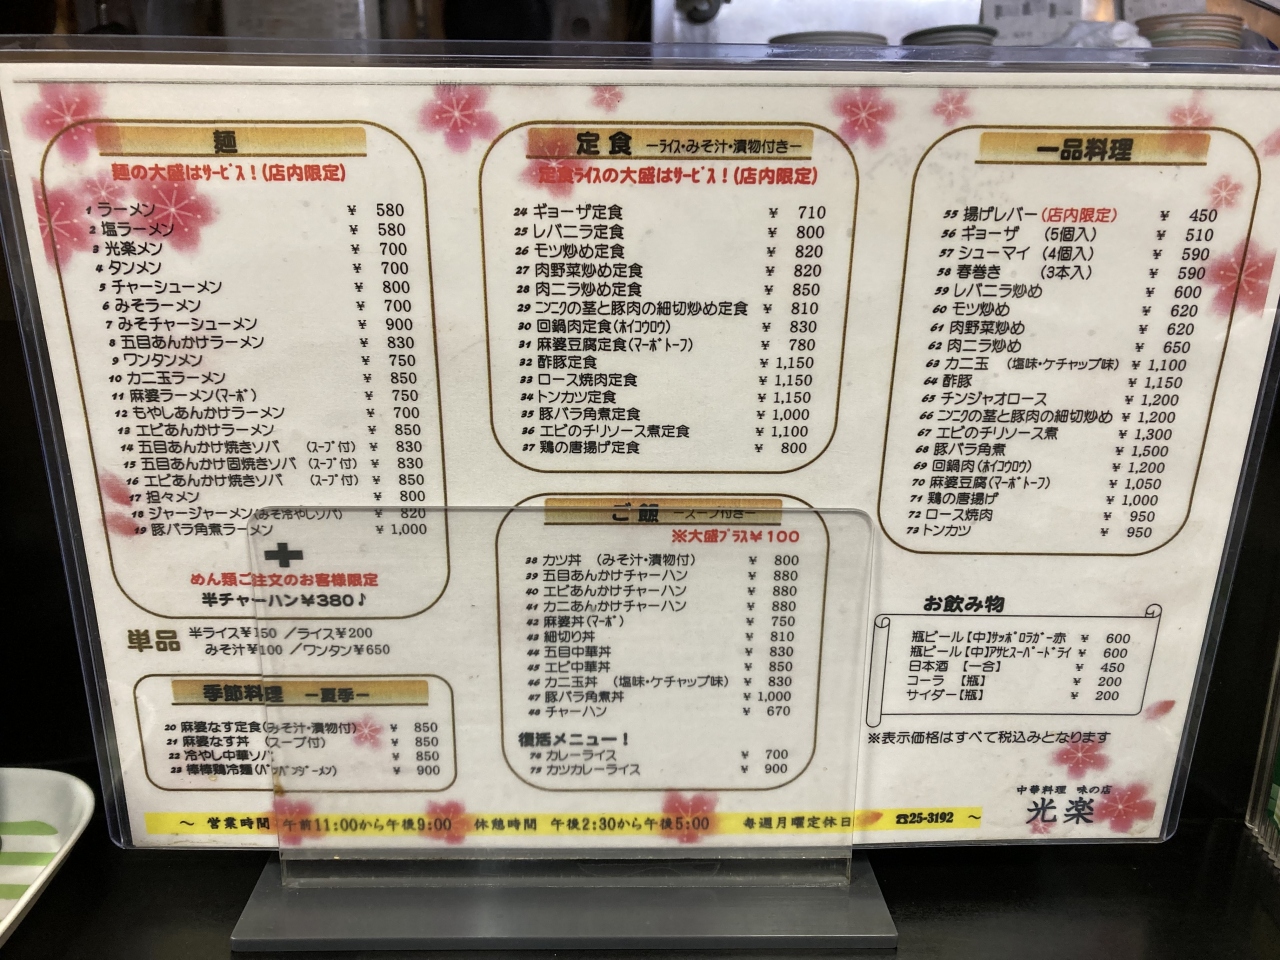 麺
麺の大盛はサービス！(店内限定)
1 ラーメン ￥ 580
2 塩ラーメン ￥ 580
3 光楽メン ￥ 700
4 タンメン ￥ 700
5 チャーシューメン ￥ 800
6 みそラーメン ￥ 700
7 みそチャーシューメン ￥ 900
8 五目あんかけラーメン ￥ 830
9 ワンタンメン ￥ 750
10 カニ玉ラーメン ￥ 850
11 麻婆ラーメン(マーボ) ￥ 750
12 もやしあんかけラーメン ￥ 700
13 エビあんかけラーメン ￥ 850
14 五目あんかけ焼きソバ (スープ付) ￥ 830
15 五目あんかけ固焼きソバ (スープ付) ￥ 830
16 エビあんかけ焼きソバ (スープ付) ￥ 850
17 担々メン ￥ 800
18 ジャージャーメン(みそ冷やしソバ) ￥ 820
19 豚バラ角煮ラーメン ￥ 1,000
＋
めん類ご注文のお客様限定
半チャーハン￥380♪
単品 半ライス￥150 ／ライス￥200
みそ汁￥100 ／ワンタン￥650
季節料理 ー夏季ー
20 麻婆なす定食(みそ汁・漬物付) ￥ 850
21 麻婆なす丼 (スープ付) ￥ 850
22 冷やし中華ソバ ￥ 850
23 棒棒鶏冷麺(バンバンジーメン) ￥ 900
定食 ーライス・みそ汁・漬物付きー
定食ライスの大盛はサービス！(店内限定)
24 ギョーザ定食 ￥ 710
25 レバニラ定食 ￥ 800
26 モツ炒め定食 ￥ 820
27 肉野菜炒め定食 ￥ 820
28 肉ニラ炒め定食 ￥ 850
29 ニンニクの茎と豚肉の細切炒め定食 ￥ 810
30 回鍋肉定食(ホイコウロウ) ￥ 830
31 麻婆豆腐定食(マーボトーフ) ￥ 780
32 酢豚定食 ￥ 1,150
33 ロース焼肉定食 ￥ 1,150
34 トンカツ定食 ￥ 1,150
35 豚バラ角煮定食 ￥ 1,000
36 エビのチリソース煮定食 ￥ 1,100
37 鶏の唐揚げ定食 ￥ 800
ご飯 ースープ付きー
※大盛プラス￥100
38 カツ丼 (みそ汁・漬物付) ￥ 800
39 五目あんかけチャーハン ￥ 880
40 エビあんかけチャーハン ￥ 880
41 カニあんかけチャーハン ￥ 880
42 麻婆丼(マーボ) ￥ 750
43 細切り丼 ￥ 810
44 五目中華丼 ￥ 830
45 エビ中華丼 ￥ 850
46 カニ玉丼 (塩味・ケチャップ味) ￥ 830
47 豚バラ角煮丼 ￥ 1,000
48 チャーハン ￥ 670
復活メニュー！
74 カレーライス ￥ 700
75 カツカレーライス ￥ 900
一品料理
55 揚げレバー(店内限定) ￥ 450
56 ギョーザ (5個入) ￥ 510
57 シューマイ (4個入) ￥ 590
58 春巻き (3本入) ￥ 590
59 レバニラ炒め ￥ 600
60 モツ炒め ￥ 620
61 肉野菜炒め ￥ 620
62 肉ニラ炒め ￥ 650
63 カニ玉 (塩味・ケチャップ味) ￥ 1,100
64 酢豚 ￥ 1,150
65 チンジャオロース ￥ 1,200
66 ニンニクの茎と豚肉の細切炒め ￥ 1,200
67 エビのチリソース煮 ￥ 1,300
68 豚バラ角煮 ￥ 1,500
69 回鍋肉(ホイコウロウ) ￥ 1,200
70 麻婆豆腐(マーボトーフ) ￥ 1,050
71 鶏の唐揚げ ￥ 1,000
72 ロース焼肉 ￥ 950
73 トンカツ ￥ 950
お飲み物
瓶ビール【中】サッポロラガー赤 ￥ 600
瓶ビール【中】アサヒスーパードライ ￥ 600
日本酒 【一合】 ￥ 450
コーラ 【瓶】 ￥ 200
サイダー【瓶】 ￥ 200
※表示価格はすべて税込みとなります
中華料理 味の店
光楽
～ 営業時間 午前11:00から午後9:00 休憩時間 午後2:30から午後5:00 毎週月曜定休日 ☎25-3192 ～